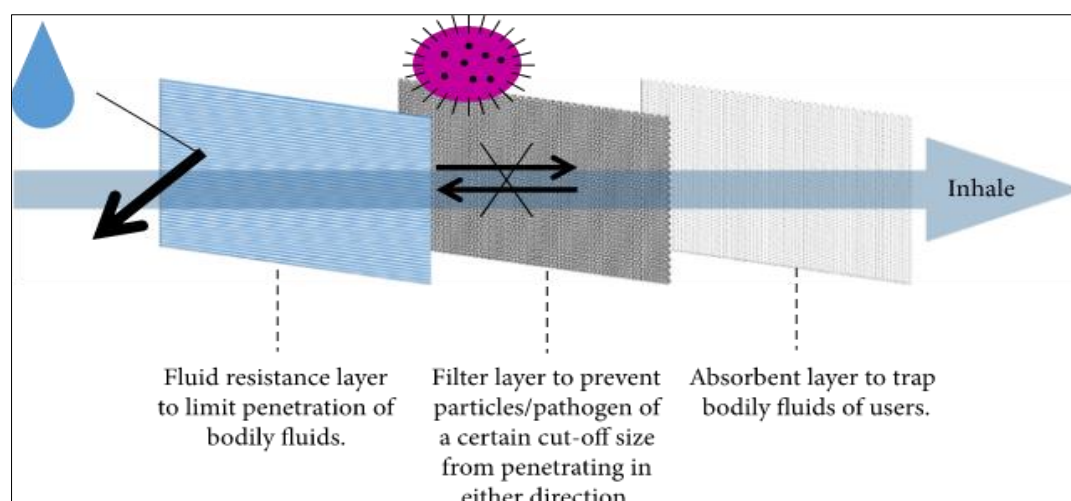 Inhale
Fluid resistance layer
to limit penetration of
bodily fluids.
Filter layer to prevent
particles/pathogen of
a certain cut-off size
from penetrating in
either direction
Absorbent layer to trap
bodily fluids of users.